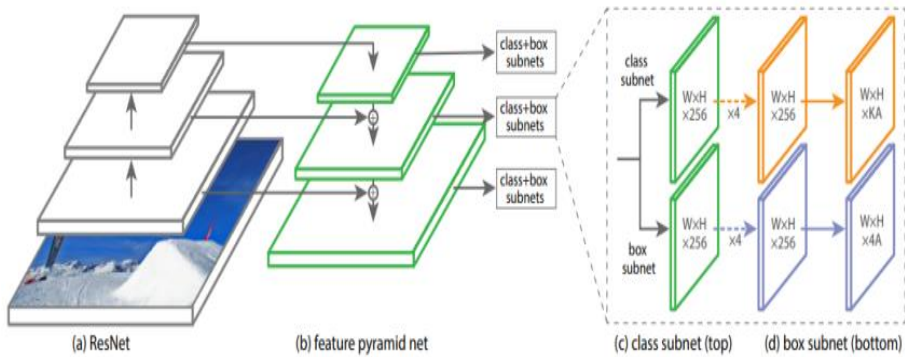 class+box
subnets
class+box
subnets
class+box
subnets
class
subnet
W×H
×256
×4
W×H
×256
W×H
×KA
W×H
×256
×4
W×H
×256
W×H
×4A
box
subnet
(a) ResNet
(b) feature pyramid net
(c) class subnet (top)
(d) box subnet (bottom)